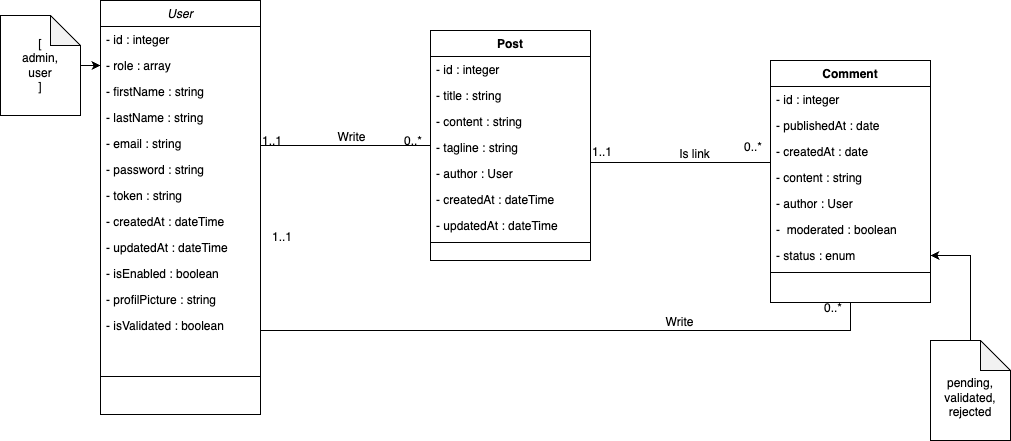 [
admin,
user
]
User
- id : integer
- role : array
- firstName : string
- lastName : string
- email : string
- password : string
- token : string
- createdAt : dateTime
- updatedAt : dateTime
- isEnabled : boolean
- profilPicture : string
- isValidated : boolean
1..1
Write
0..*
Post
- id : integer
- title : string
- content : string
- tagline : string
- author : User
- createdAt : dateTime
- updatedAt : dateTime
1..1
Is link
0..*
Comment
- id : integer
- publishedAt : date
- createdAt : date
- content : string
- author : User
- moderated : boolean
- status : enum
1..1
Write
0..*
pending,
validated,
rejected